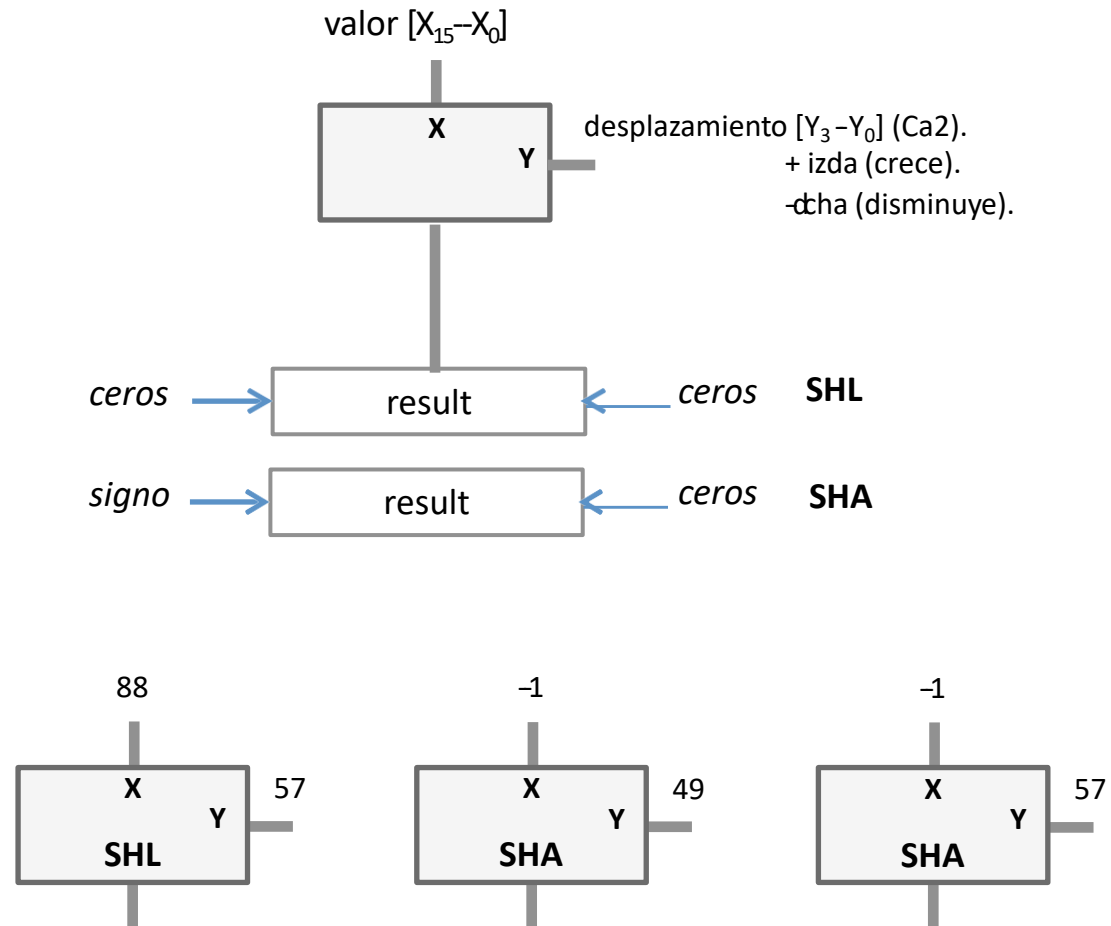 valor [X15--X0]
X
Y
desplazamiento [Y3–Y0] (Ca2).
+ izda (crece).
-dcha (disminuye).
ceros
result
ceros
SHL
signo
result
ceros
SHA
88
–1
–1
X
Y
57
SHL
X
Y
49
SHA
X
Y
57
SHA